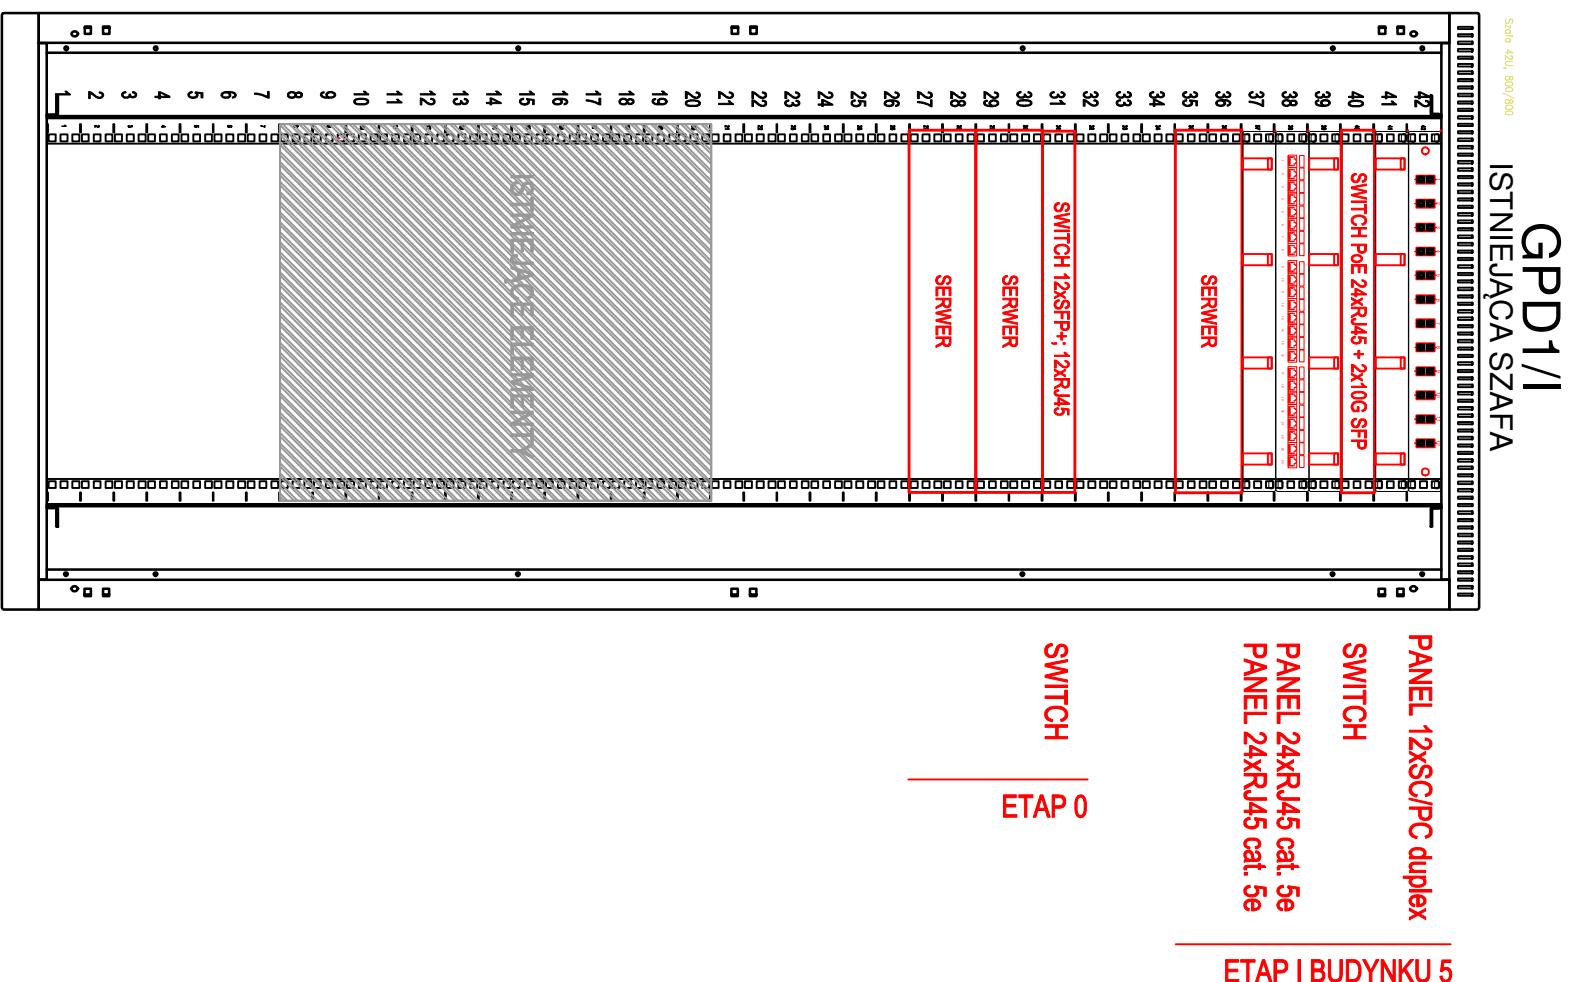 GPD1/I
ISTNIEJĄCA SZAFA
Szafa 42U, 800/800
42
41
40
39
38
37
36
35
34
33
32
31
30
29
28
27
26
25
24
23
22
21
20
19
18
17
16
15
14
13
12
11
10
9
8
7
6
5
4
3
2
1
SWITCH PoE 24xRJ45 + 2x10G SFP
SERWER
SWITCH 12xSFP+; 12xRJ45
SERWER
SERWER
ISTNIEJĄCE ELEMENTY
PANEL 12xSC/PC duplex
SWITCH
PANEL 24xRJ45 cat. 5e
PANEL 24xRJ45 cat. 5e
ETAP I BUDYNKU 5
SWITCH
ETAP 0